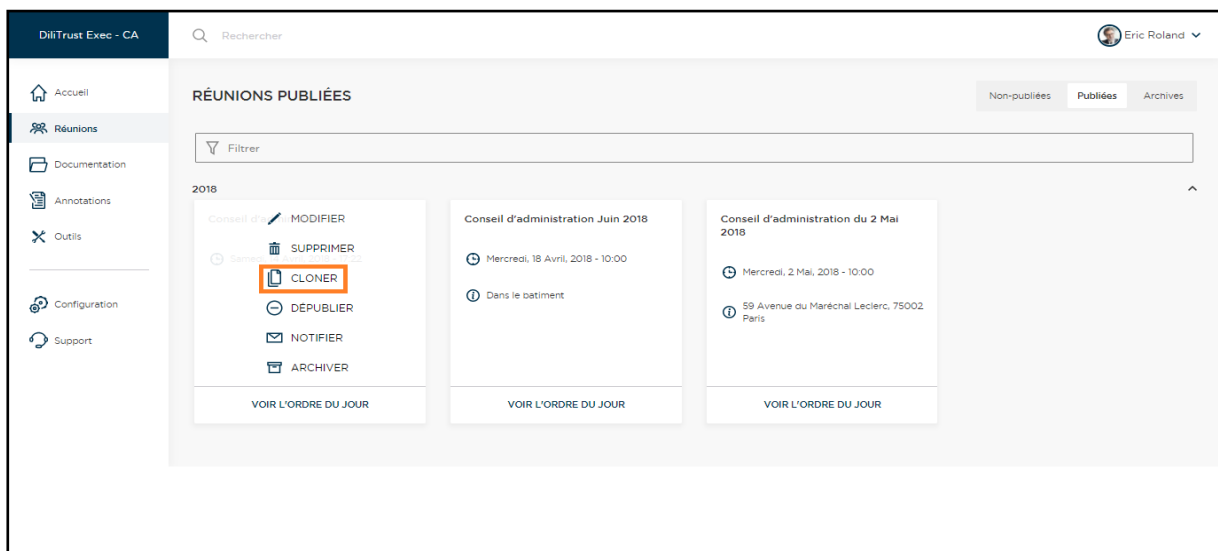 DiliTrust Exec - CA
Rechercher
Eric Roland
Accueil
Réunions
Documentation
Annotations
Outils
Configuration
Support
RÉUNIONS PUBLIÉES
Non-publiées Publiées Archives
Filtrer
2018
Conseil d'a
MODIFIER
SUPPRIMER
CLONER
DÉPUBLIER
NOTIFIER
ARCHIVER
VOIR L'ORDRE DU JOUR
Conseil d'administration Juin 2018
Mercredi, 18 Avril, 2018 - 10:00
Dans le batiment
VOIR L'ORDRE DU JOUR
Conseil d'administration du 2 Mai
2018
Mercredi, 2 Mai, 2018 - 10:00
59 Avenue du Maréchal Leclerc, 75002
Paris
VOIR L'ORDRE DU JOUR